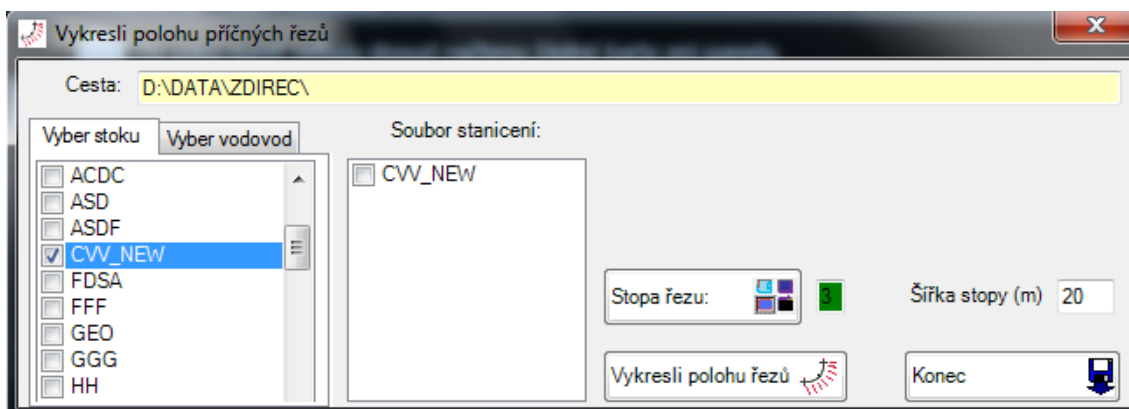 Vykresli polohu příčných řezů
Cesta: D:\DATA\ZDIREC\
Vyber stoku Vyber vodovod
ACDC
ASD
ASDF
CVV_NEW
FDSA
FFF
GEO
GGG
HH
Soubor stanicení:
CVV_NEW
Stopa řezu: 3 Šířka stopy (m) 20
Vykresli polohu řezů Konec